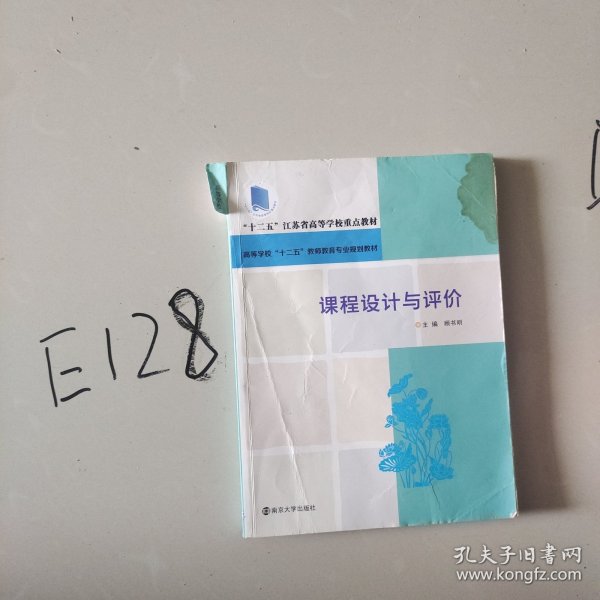 "十二五"江苏省高等学校重点教材
高等学校"十二五"教师教育专业规划教材
课程设计与评价
主编 顾书明
南京大学出版社
E128
孔夫子旧书网
www.kongfz.com